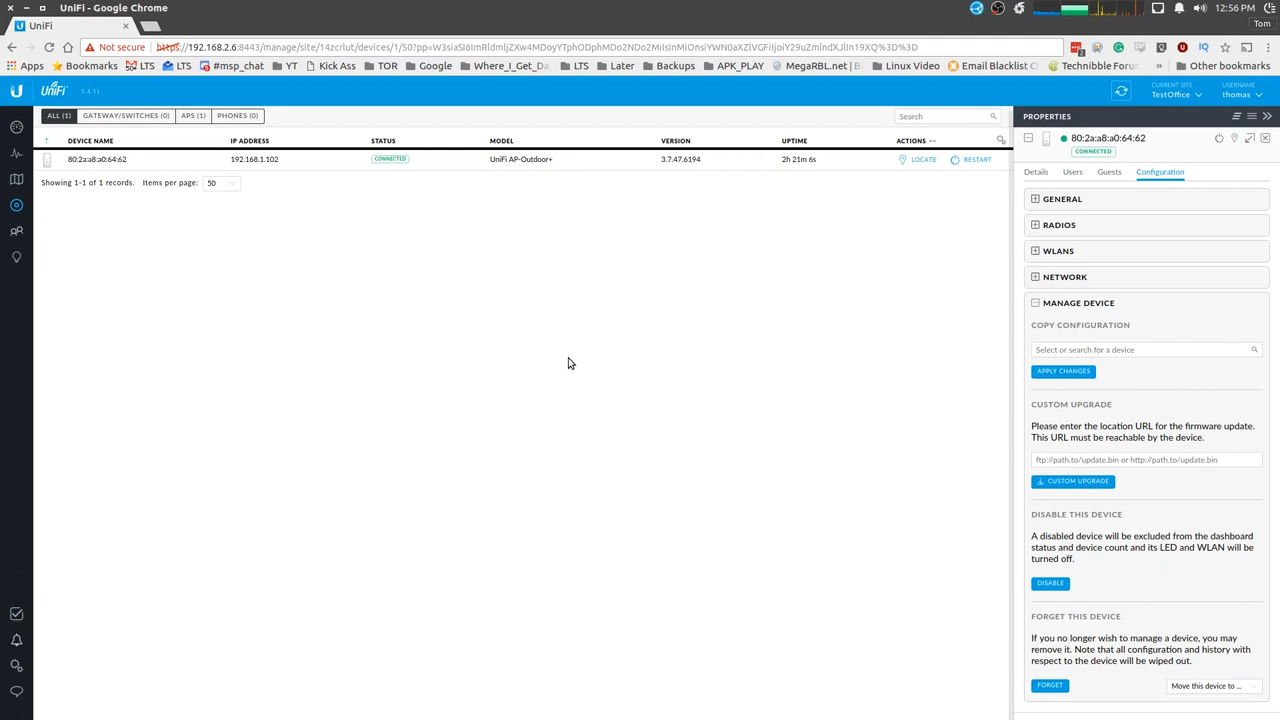 UniFi - Google Chrome
12:56 PM
UniFi
Tom
Not secure
https://192.168.2.6:8443/manage/site/14zcrlut/devices/1/50?pp=
Apps
Bookmarks
LTS
LTS
#msp_chat
YT
Kick Ass
TOR
Google
Where_I_Get_Da
LTS
Later
Backups
APK_PLAY
MegaRBL.net
Linux Video
Email Blacklist C
Technibble Forum
»
Other bookmarks
U
UniFi
5.4.11
CURRENT SITE
TestOffice
USERNAME
thomas
ALL (1)
GATEWAY/SWITCHES (0)
APS (1)
PHONES (0)
Search
DEVICE NAME
IP ADDRESS
STATUS
MODEL
VERSION
UPTIME
ACTIONS
80:2a:a8:a0:64:62
192.168.1.102
CONNECTED
UniFi AP-Outdoor+
3.7.47.6194
2h 21m 6s
LOCATE
RESTART
Showing 1-1 of 1 records.
Items per page:
50
PROPERTIES
80:2a:a8:a0:64:62
CONNECTED
Details
Users
Guests
Configuration
GENERAL
RADIOS
WLANS
NETWORK
MANAGE DEVICE
COPY CONFIGURATION
Select or search for a device
APPLY CHANGES
CUSTOM UPGRADE
Please enter the location URL for the firmware update.
This URL must be reachable by the device.
ftp://path.to/update.bin or http://path.to/update.bin
CUSTOM UPGRADE
DISABLE THIS DEVICE
A disabled device will be excluded from the dashboard
status and device count and its LED and WLAN will be
turned off.
DISABLE
FORGET THIS DEVICE
If you no longer wish to manage a device, you may
remove it. Note that all configuration and history with
respect to the device will be wiped out.
FORGET
Move this device to ...